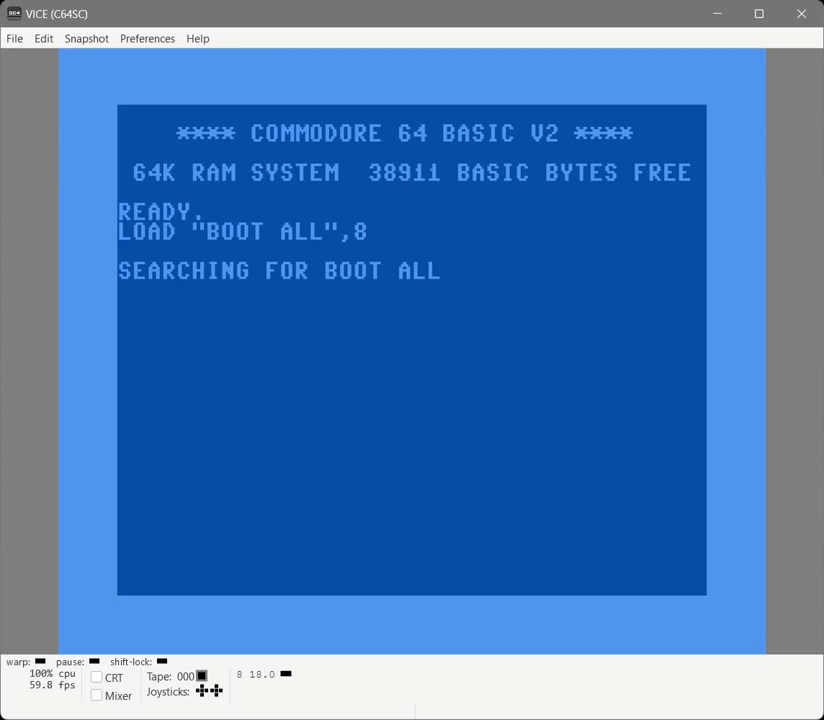 VICE (C64SC)
File Edit Snapshot Preferences Help
**** COMMODORE 64 BASIC V2 ****
64K RAM SYSTEM 38911 BASIC BYTES FREE
READY.
LOAD "BOOT ALL",8
SEARCHING FOR BOOT ALL
warp: pause: shift-lock:
100% cpu
59.8 fps
CRT
Mixer
Tape: 000
Joysticks:
8 18.0